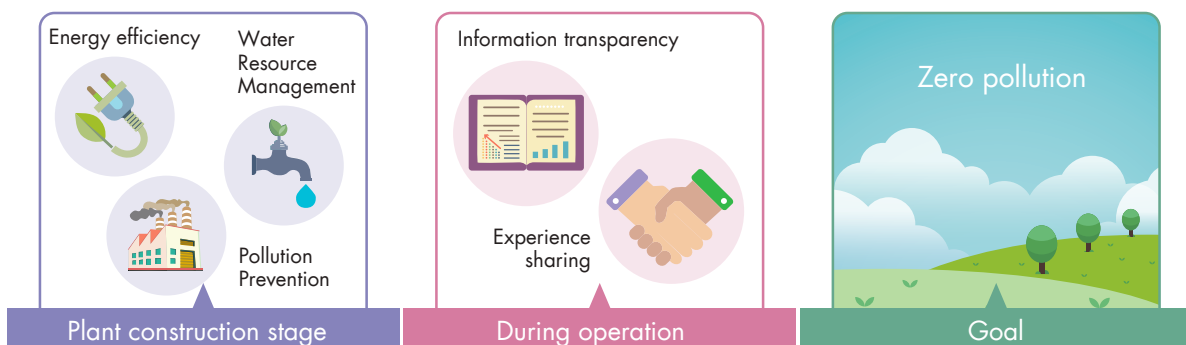 Energy efficiency
Water
Resource
Management
Pollution
Prevention
Plant construction stage
Information transparency
Experience
sharing
During operation
Zero pollution
Goal